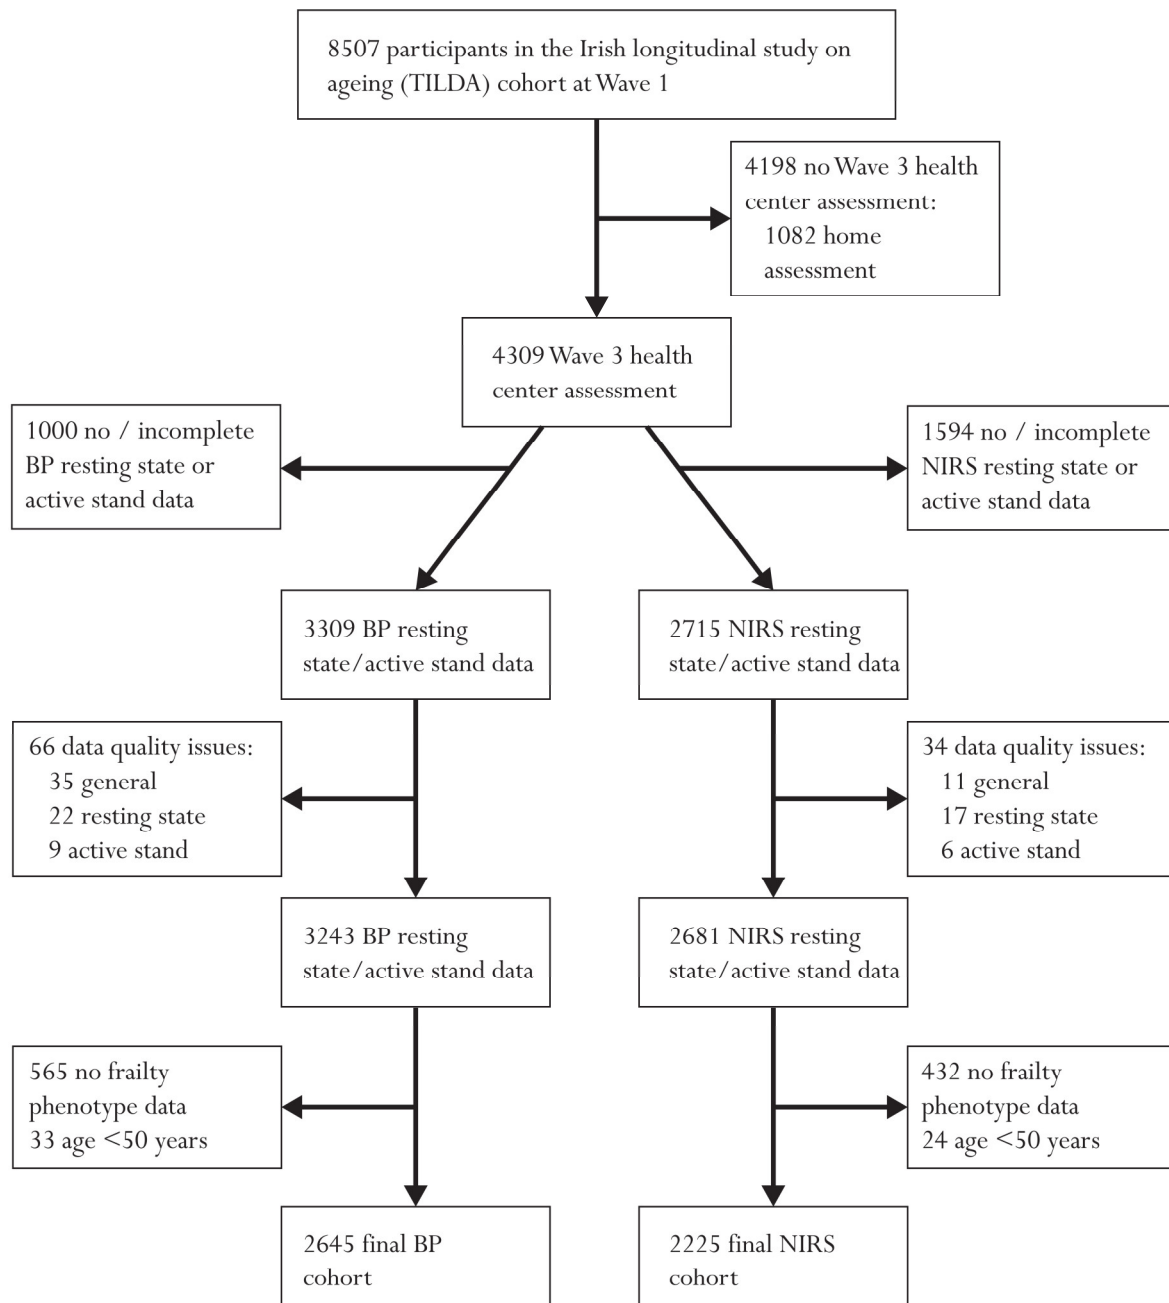 8507 participants in the Irish longitudinal study on
ageing (TILDA) cohort at Wave 1
4198 no Wave 3 health
center assessment:
1082 home
assessment
4309 Wave 3 health
center assessment
1000 no / incomplete
BP resting state or
active stand data
1594 no / incomplete
NIRS resting state or
active stand data
3309 BP resting
state/active stand data
2715 NIRS resting
state/active stand data
66 data quality issues:
35 general
22 resting state
9 active stand
34 data quality issues:
11 general
17 resting state
6 active stand
3243 BP resting
state/active stand data
2681 NIRS resting
state/active stand data
565 no frailty
phenotype data
33 age <50 years
432 no frailty
phenotype data
24 age <50 years
2645 final BP
cohort
2225 final NIRS
cohort